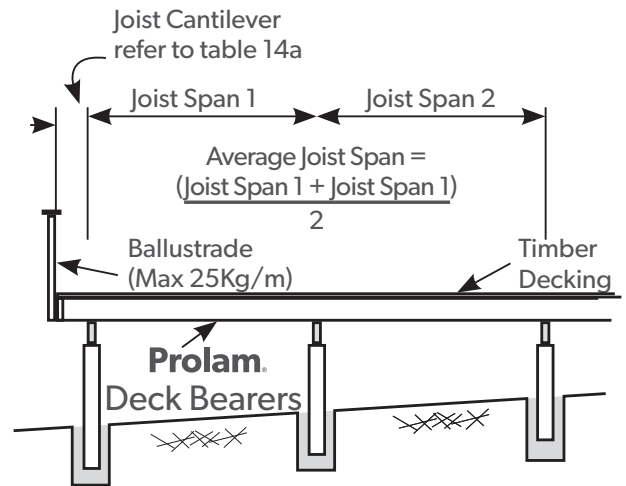 Joist Cantilever
refer to table 14a
Joist Span 1
Joist Span 2
Average Joist Span =
(Joist Span 1 + Joist Span 1)
2
Ballustrade
(Max 25Kg/m)
Timber
Decking
Prolam®
Deck Bearers